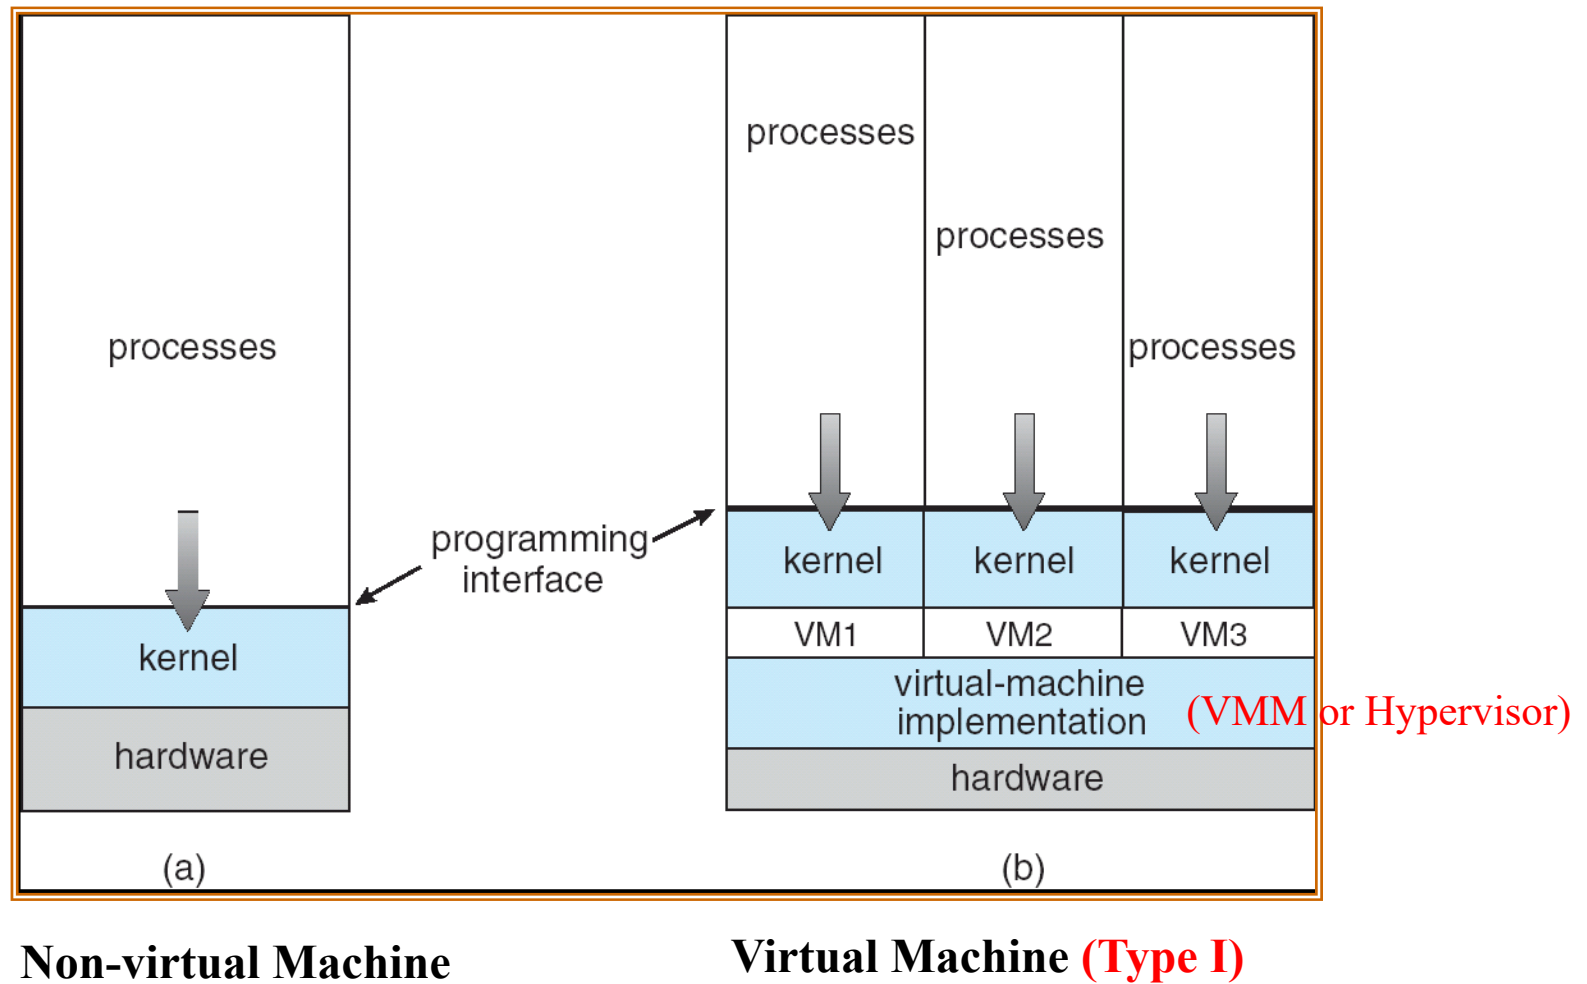 processes
kernel
hardware
(a)
programming
interface
processes
processes
processes
kernel
kernel
kernel
VM1
VM2
VM3
virtual-machine
implementation
(VMM or Hypervisor)
hardware
(b)
Non-virtual Machine
Virtual Machine (Type I)